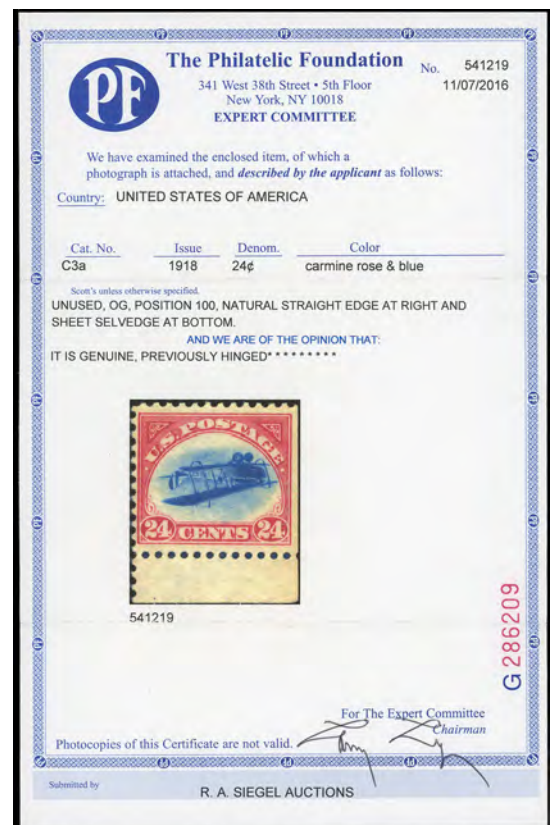 PF
The Philatelic Foundation
No. 541219
341 West 38th Street • 5th Floor
11/07/2016
New York, NY 10018
EXPERT COMMITTEE
We have examined the enclosed item, of which a
photograph is attached, and described by the applicant as follows:
Country: UNITED STATES OF AMERICA
Cat. No. Issue Denom. Color
C3a 1918 24¢ carmine rose & blue
Scott's unless otherwise specified.
UNUSED, OG, POSITION 100, NATURAL STRAIGHT EDGE AT RIGHT AND
SHEET SELVEDGE AT BOTTOM.
AND WE ARE OF THE OPINION THAT:
IT IS GENUINE, PREVIOUSLY HINGED*********
U.S. POSTAGE
24 CENTS 24
541219
G 286209
For The Expert Committee
Chairman
Photocopies of this Certificate are not valid.
Submitted by
R. A. SIEGEL AUCTIONS